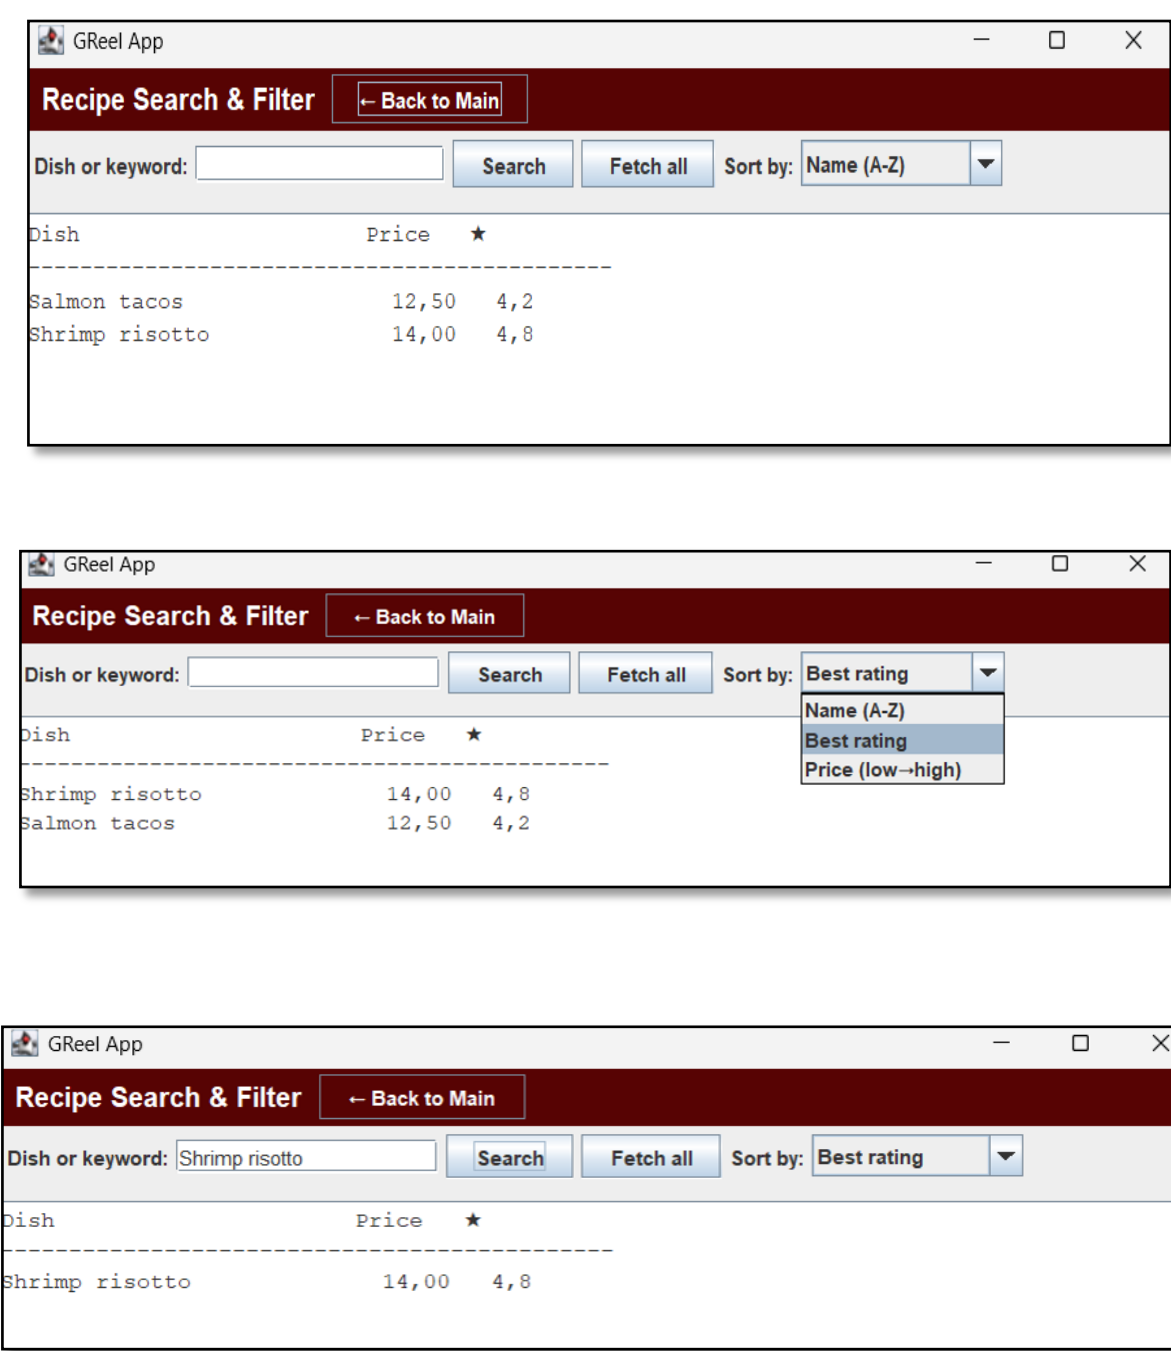 GReel App
Recipe Search & Filter ← Back to Main
Dish or keyword: Search Fetch all Sort by: Name (A-Z)
Dish Price ★
---------------------------------------------
Salmon tacos 12,50 4,2
Shrimp risotto 14,00 4,8
GReel App
Recipe Search & Filter ← Back to Main
Dish or keyword: Search Fetch all Sort by: Best rating
Name (A-Z)
Best rating
Price (low→high)
Dish Price ★
---------------------------------------------
Shrimp risotto 14,00 4,8
Salmon tacos 12,50 4,2
GReel App
Recipe Search & Filter ← Back to Main
Dish or keyword: Shrimp risotto Search Fetch all Sort by: Best rating
Dish Price ★
---------------------------------------------
Shrimp risotto 14,00 4,8